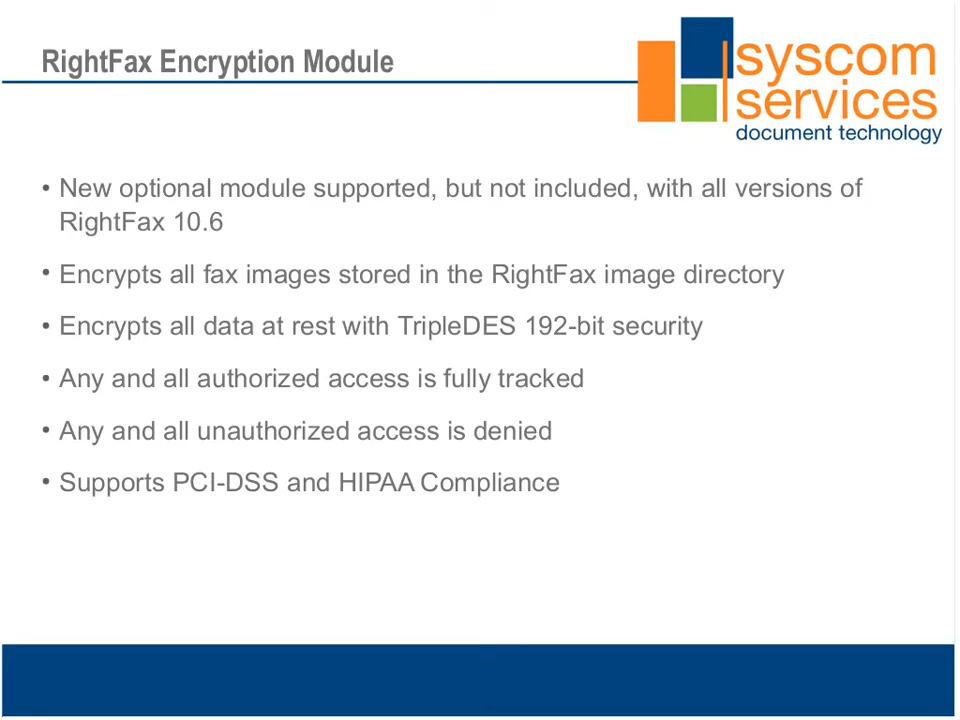 RightFax Encryption Module
syscom
services
document technology
• New optional module supported, but not included, with all versions of
RightFax 10.6
• Encrypts all fax images stored in the RightFax image directory
• Encrypts all data at rest with TripleDES 192-bit security
• Any and all authorized access is fully tracked
• Any and all unauthorized access is denied
• Supports PCI-DSS and HIPAA Compliance